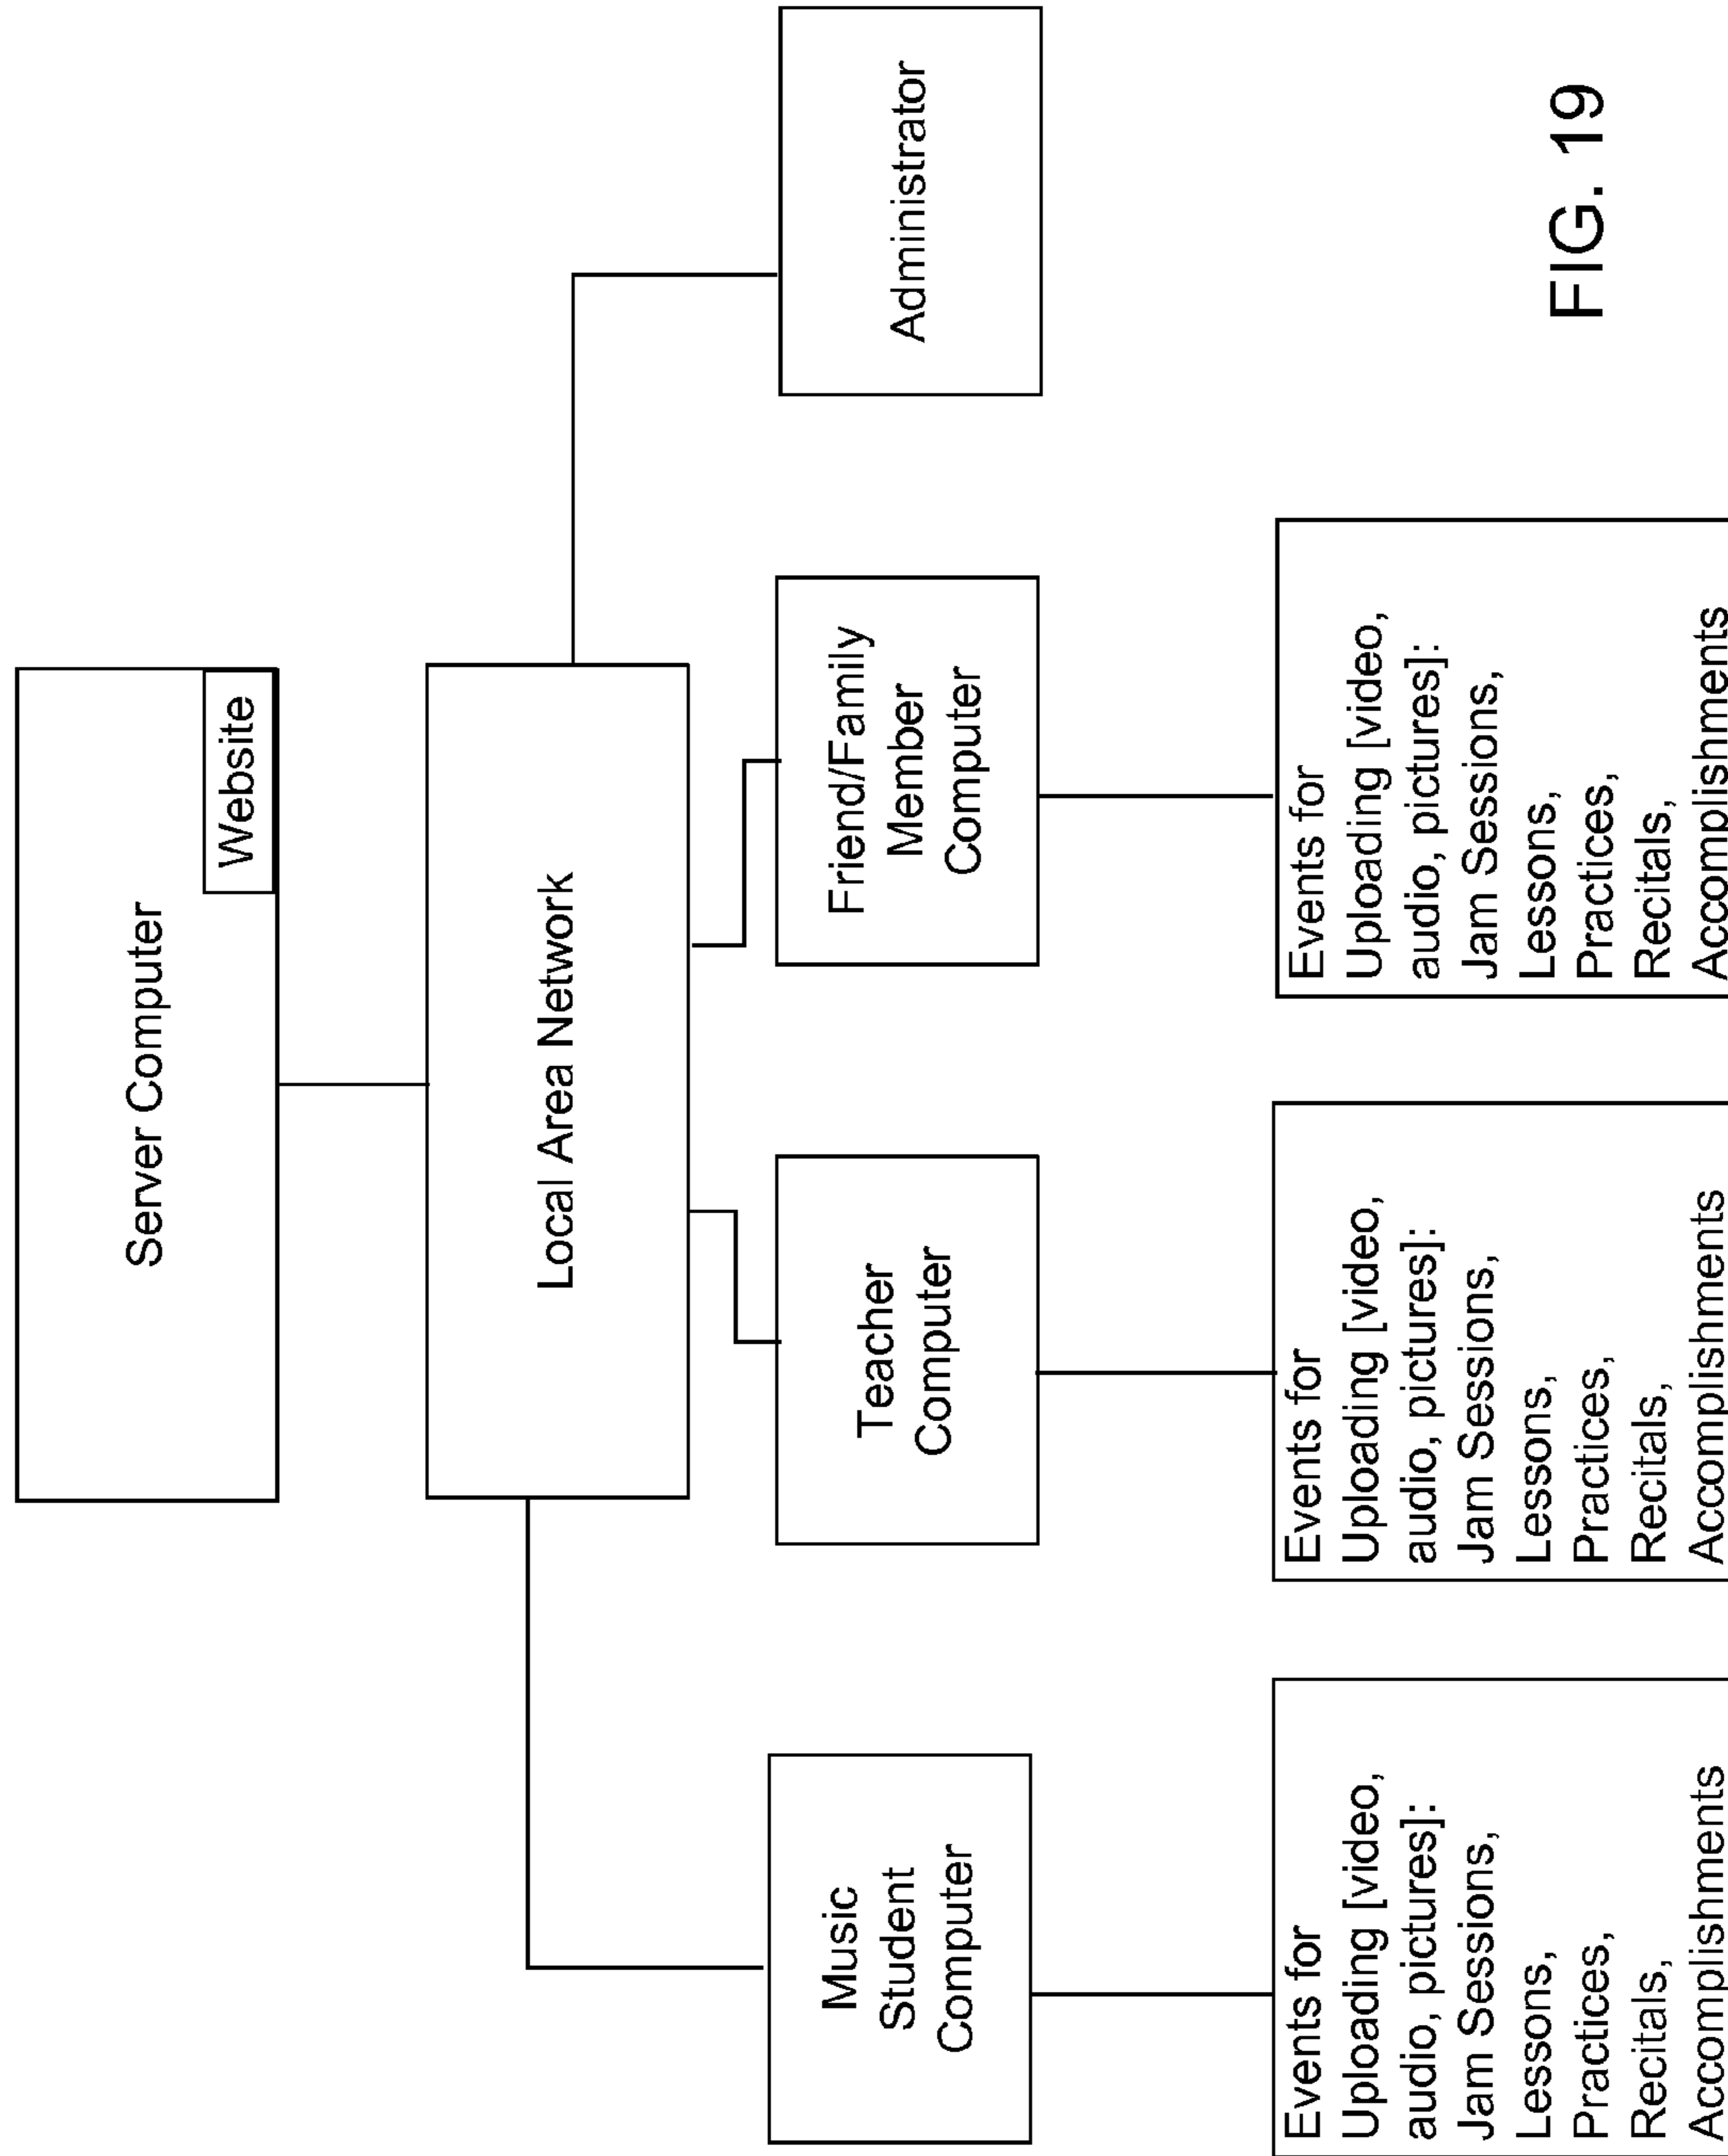 Server Computer
Website
Local Area Network
Music
Student
Computer
Teacher
Computer
Friend/Family
Member
Computer
Administrator
Events for
Uploading [video,
audio, pictures]:
Jam Sessions,
Lessons,
Practices,
Recitals,
Accomplishments
Events for
Uploading [video,
audio, pictures]:
Jam Sessions,
Lessons,
Practices,
Recitals,
Accomplishments
Events for
Uploading [video,
audio, pictures]:
Jam Sessions,
Lessons,
Practices,
Recitals,
Accomplishments
FIG. 19